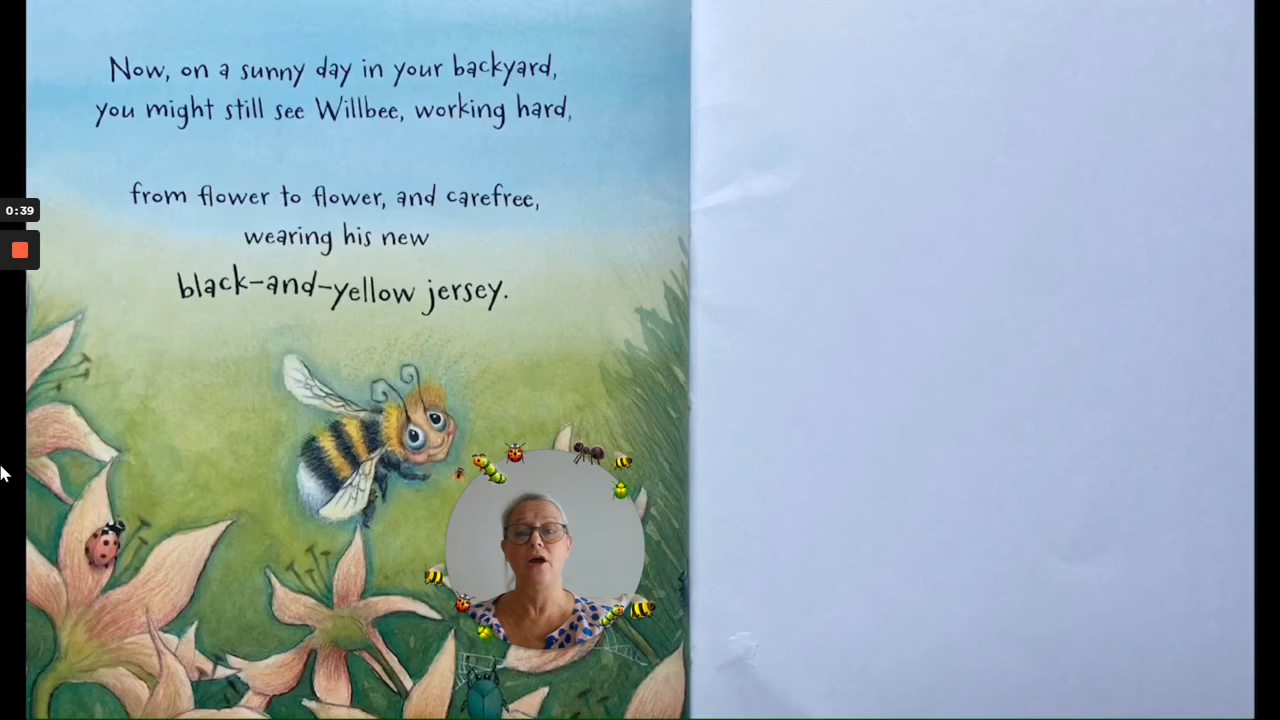 Now, on a sunny day in your backyard,
you might still see Willbee, working hard,
from flower to flower, and carefree,
wearing his new
black-and-yellow jersey.
0:39